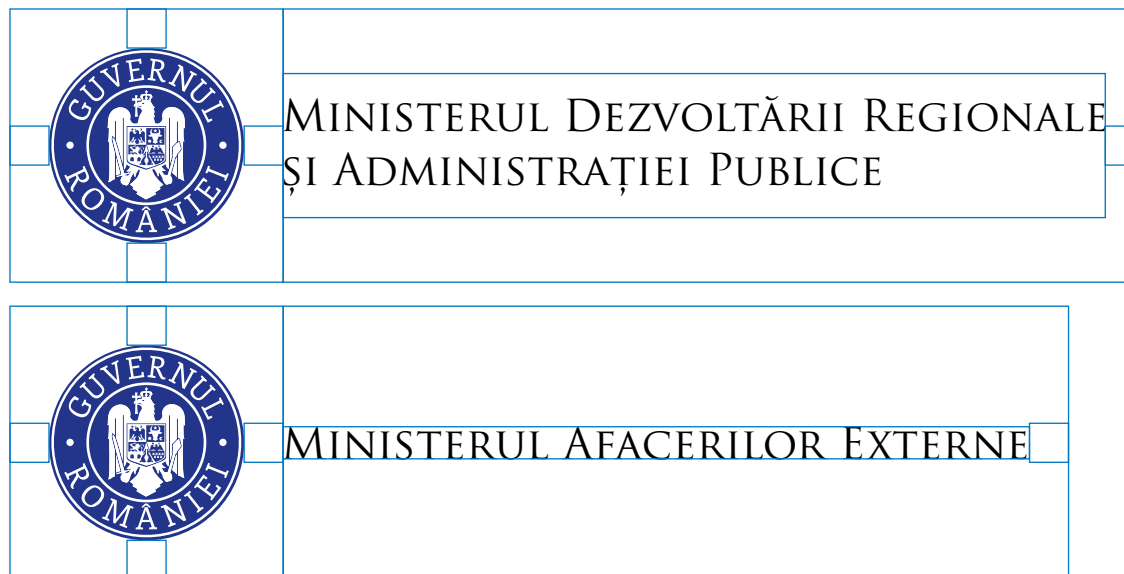 GUVERNUL
ROMÂNIEI
MINISTERUL DEZVOLTĂRII REGIONALE
ȘI ADMINISTRAȚIEI PUBLICE
GUVERNUL
ROMÂNIEI
MINISTERUL AFACERILOR EXTERNE